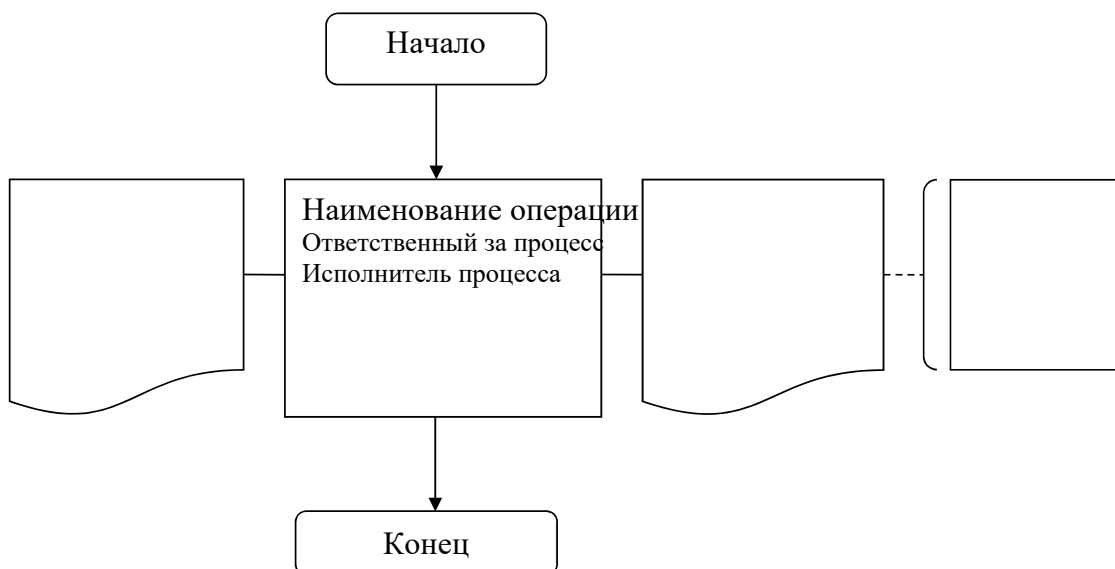 Начало
Наименование операции
Ответственный за процесс
Исполнитель процесса
Конец